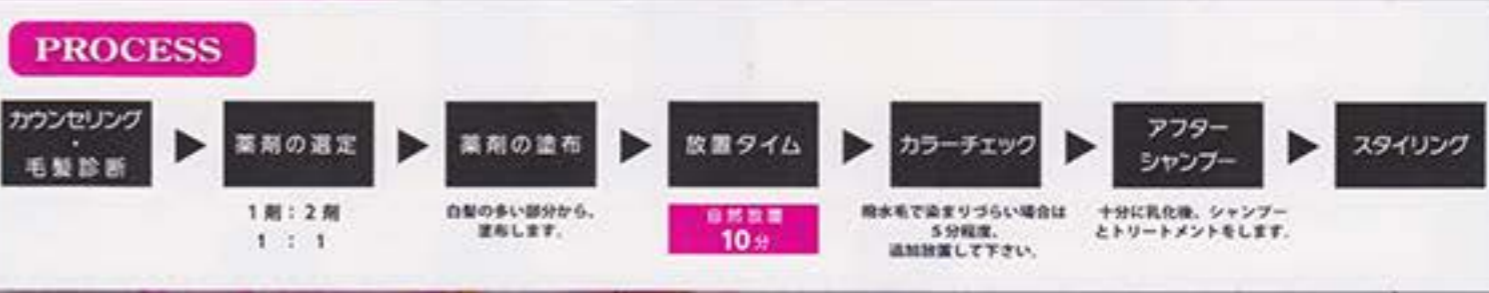 PROCESS
カウンセリング
・
毛髪診断
▶
薬剤の選定
1剤：2剤
1 : 1
▶
薬剤の塗布
白髪の多い部分から、
塗布します。
▶
放置タイム
自然放置
10分
▶
カラーチェック
撥水毛で染まりづらい場合は
5分程度、
追加放置して下さい。
▶
アフター
シャンプー
十分に乳化後、シャンプー
とトリートメントをします。
▶
スタイリング